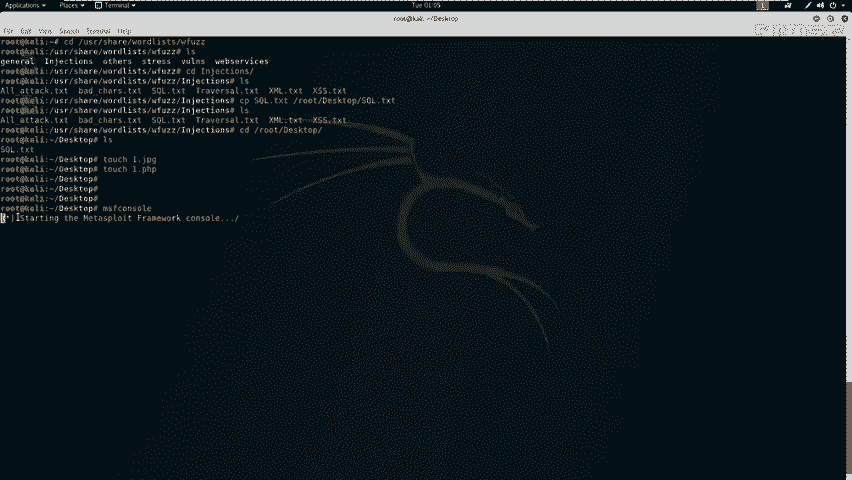 Applications Places Terminal Tue 01:05 1
root@kali: ~/Desktop
File Edit View Search Terminal Help
root@kali:~# cd /usr/share/wordlists/wfuzz
root@kali:/usr/share/wordlists/wfuzz# ls
general Injections others stress vulns webservices
root@kali:/usr/share/wordlists/wfuzz# cd Injections/
root@kali:/usr/share/wordlists/wfuzz/Injections# ls
All_attack.txt bad_chars.txt SQL.txt Traversal.txt XML.txt XSS.txt
root@kali:/usr/share/wordlists/wfuzz/Injections# cp SQL.txt /root/Desktop/SQL.txt
root@kali:/usr/share/wordlists/wfuzz/Injections# ls
All_attack.txt bad_chars.txt SQL.txt Traversal.txt XML.txt XSS.txt
root@kali:/usr/share/wordlists/wfuzz/Injections# cd /root/Desktop/
root@kali:~/Desktop# ls
SQL.txt
root@kali:~/Desktop# touch 1.jpg
root@kali:~/Desktop# touch 1.php
root@kali:~/Desktop#
root@kali:~/Desktop#
root@kali:~/Desktop#
root@kali:~/Desktop# msfconsole
[*] Starting the Metasploit Framework console.../